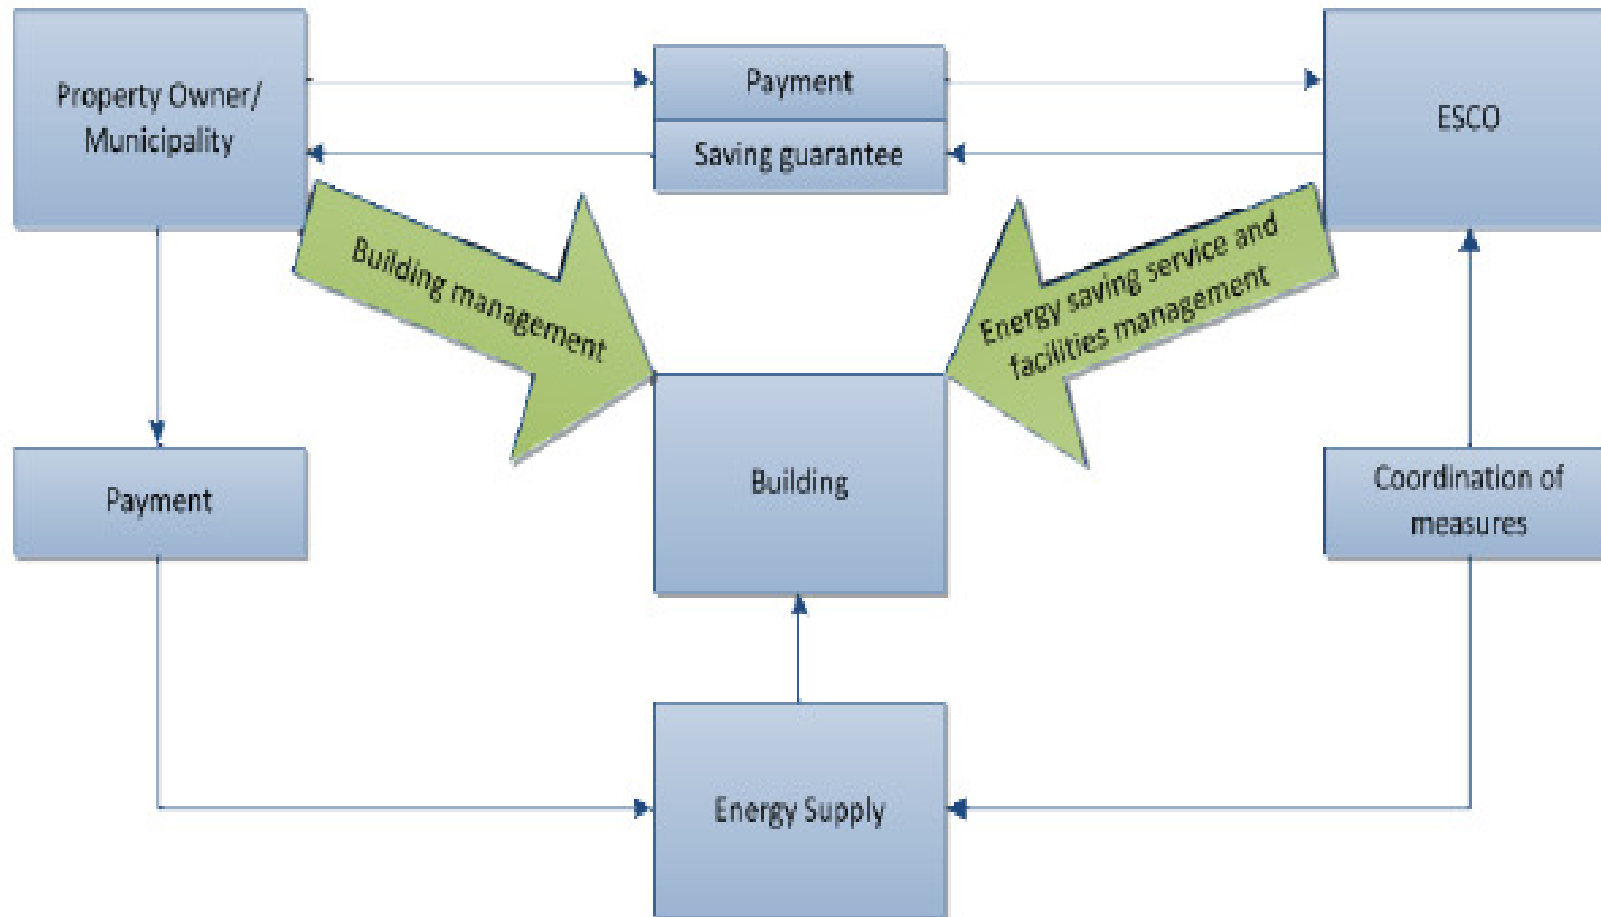 Property Owner/
Municipality
Payment
Saving guarantee
ESCO
Building management
Energy saving service and
facilities management
Payment
Building
Coordination of
measures
Energy Supply